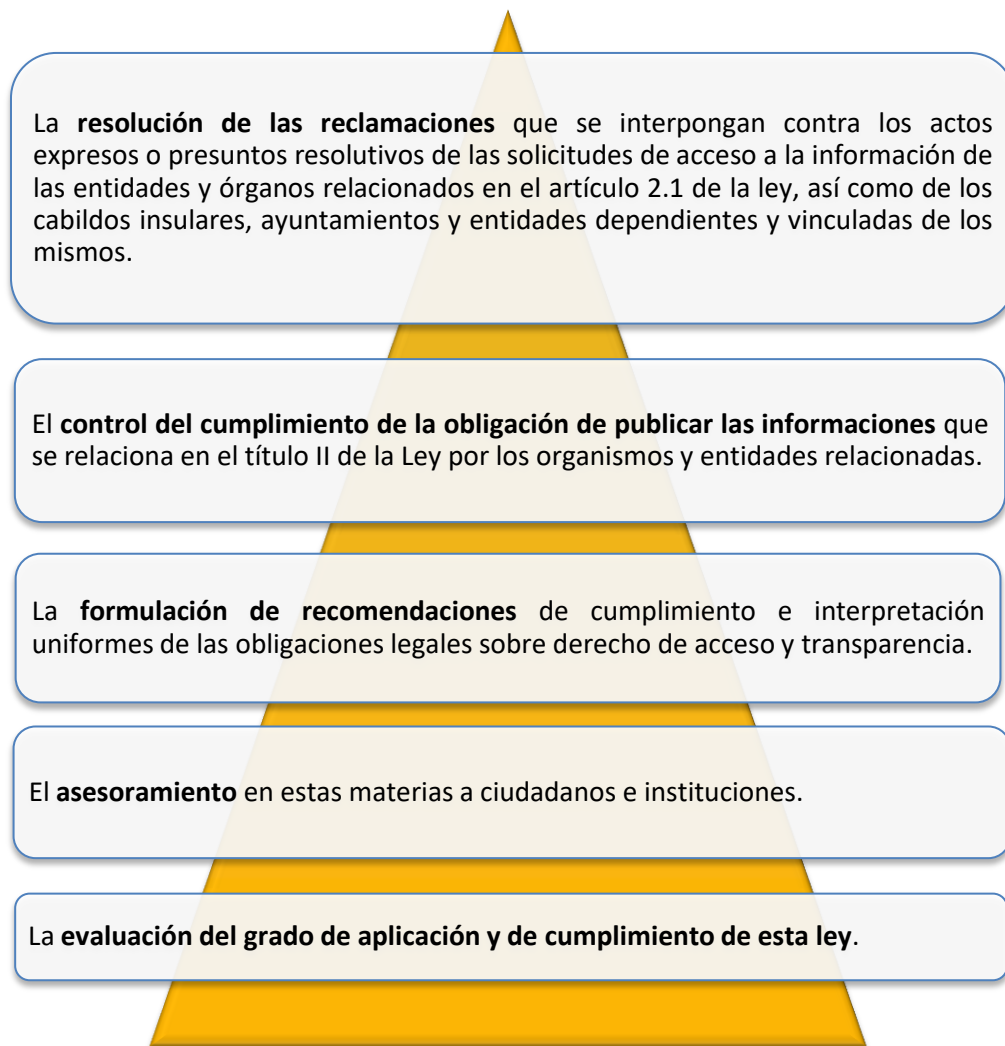 La resolución de las reclamaciones que se interpongan contra los actos
expresos o presuntos resolutivos de las solicitudes de acceso a la información de
las entidades y órganos relacionados en el artículo 2.1 de la ley, así como de los
cabildos insulares, ayuntamientos y entidades dependientes y vinculadas de los
mismos.
El control del cumplimiento de la obligación de publicar las informaciones que
se relaciona en el título II de la Ley por los organismos y entidades relacionadas.
La formulación de recomendaciones de cumplimiento e interpretación
uniformes de las obligaciones legales sobre derecho de acceso y transparencia.
El asesoramiento en estas materias a ciudadanos e instituciones.
La evaluación del grado de aplicación y de cumplimiento de esta ley.